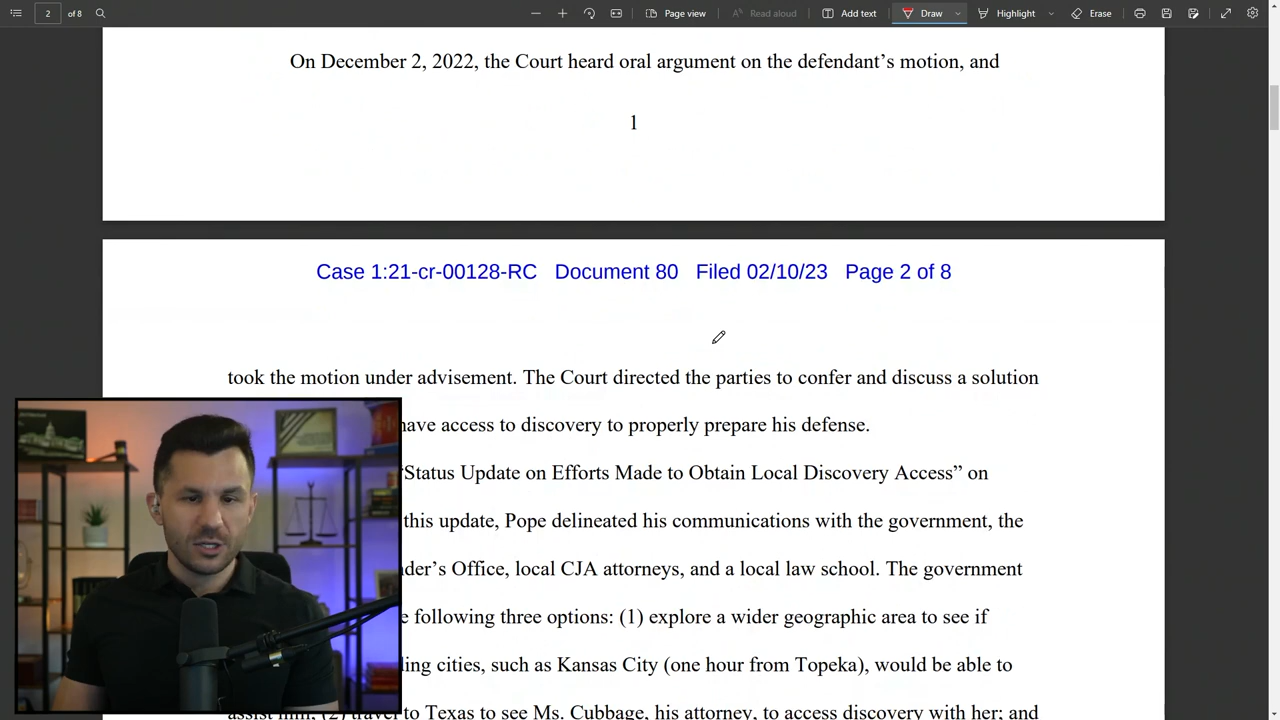 2 of 8 Page view Read aloud Add text Draw Highlight Erase
On December 2, 2022, the Court heard oral argument on the defendant’s motion, and
1
Case 1:21-cr-00128-RC Document 80 Filed 02/10/23 Page 2 of 8
took the motion under advisement. The Court directed the parties to confer and discuss a solution
have access to discovery to properly prepare his defense.
“Status Update on Efforts Made to Obtain Local Discovery Access” on
this update, Pope delineated his communications with the government, the
Office, local CJA attorneys, and a local law school. The government
following three options: (1) explore a wider geographic area to see if
cities, such as Kansas City (one hour from Topeka), would be able to
assist him; (2) travel to Texas to see Ms. Cubbage, his attorney, to access discovery with her; and